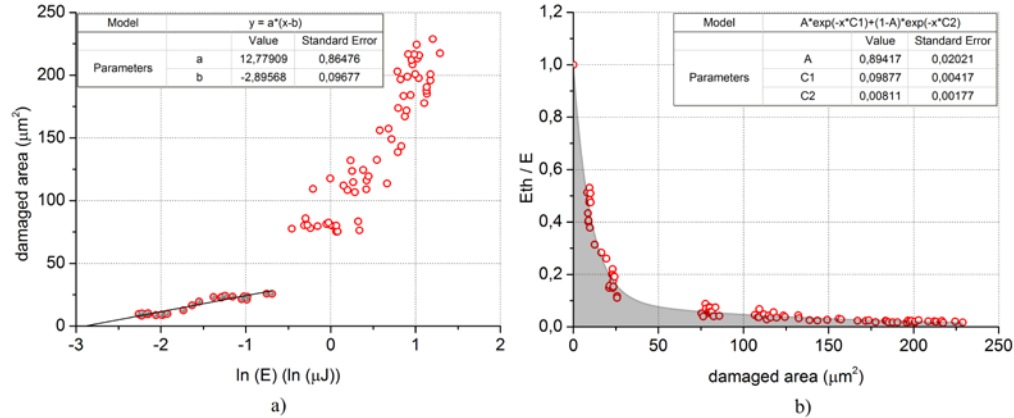 Model y = a*(x-b)
Value Standard Error
Parameters a 12,77909 0,86476
b -2,89568 0,09677
damaged area (μm²)
250
200
150
100
50
0
-3 -2 -1 0 1 2
ln (E) (ln (μJ))
a)
Model A*exp(-x*C1)+(1-A)*exp(-x*C2)
Value Standard Error
A 0,89417 0,02021
Parameters C1 0,09877 0,00417
C2 0,00811 0,00177
Eth / E
1,0
0,8
0,6
0,4
0,2
0,0
0 50 100 150 200 250
damaged area (μm²)
b)